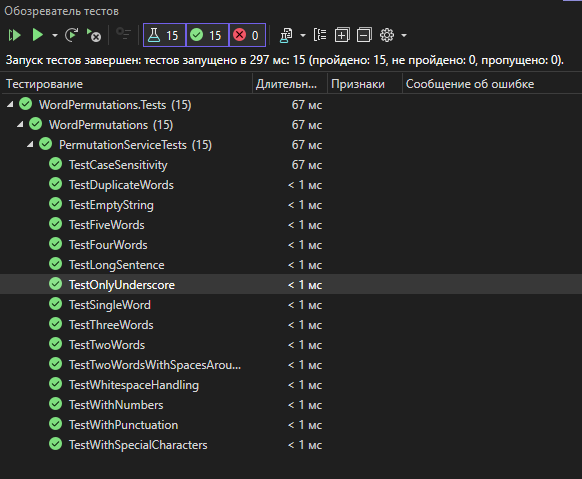 Обозреватель тестов
15 15 0
Запуск тестов завершен: тестов запущено в 297 мс: 15 (пройдено: 15, не пройдено: 0, пропущено: 0).
Тестирование Длительн... Признаки Сообщение об ошибке
WordPermutations.Tests (15) 67 мс
WordPermutations (15) 67 мс
PermutationServiceTests (15) 67 мс
TestCaseSensitivity 67 мс
TestDuplicateWords < 1 мс
TestEmptyString < 1 мс
TestFiveWords < 1 мс
TestFourWords < 1 мс
TestLongSentence < 1 мс
TestOnlyUnderscore < 1 мс
TestSingleWord < 1 мс
TestThreeWords < 1 мс
TestTwoWords < 1 мс
TestTwoWordsWithSpacesArou... < 1 мс
TestWhitespaceHandling < 1 мс
TestWithNumbers < 1 мс
TestWithPunctuation < 1 мс
TestWithSpecialCharacters < 1 мс